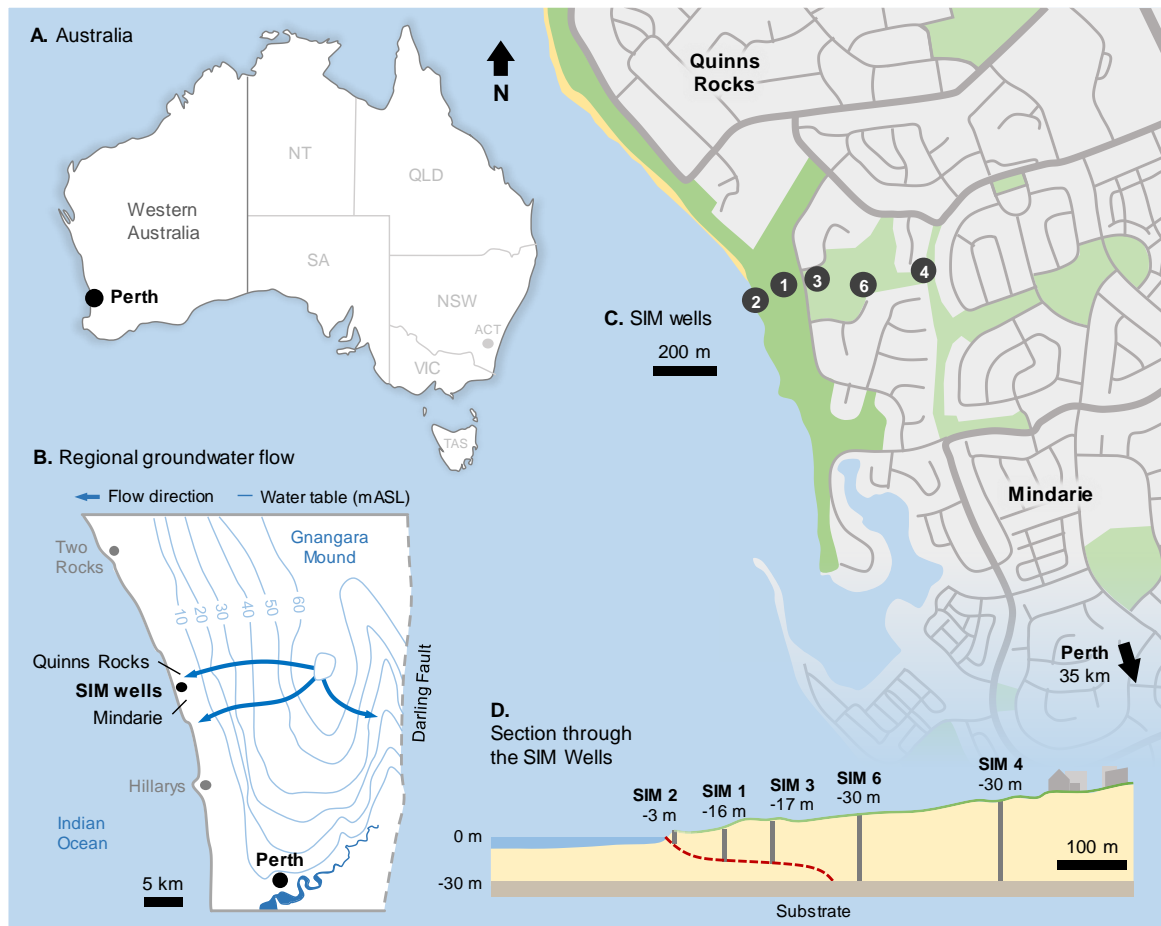 A. Australia
N
NT
QLD
Western
Australia
SA
Perth
NSW
ACT
VIC
TAS
B. Regional groundwater flow
Flow direction
Water table (mASL)
Gnangara
Mound
Two
Rocks
10
20
30
40
50
60
Quinns Rocks
SIM wells
Mindarie
Darling Fault
Hillarys
Indian
Ocean
Perth
5 km
Quinns
Rocks
2
1
3
6
4
C. SIM wells
200 m
Mindarie
Perth
35 km
D.
Section through
the SIM Wells
SIM 2
-3 m
SIM 1
-16 m
SIM 3
-17 m
SIM 6
-30 m
SIM 4
-30 m
0 m
-30 m
100 m
Substrate